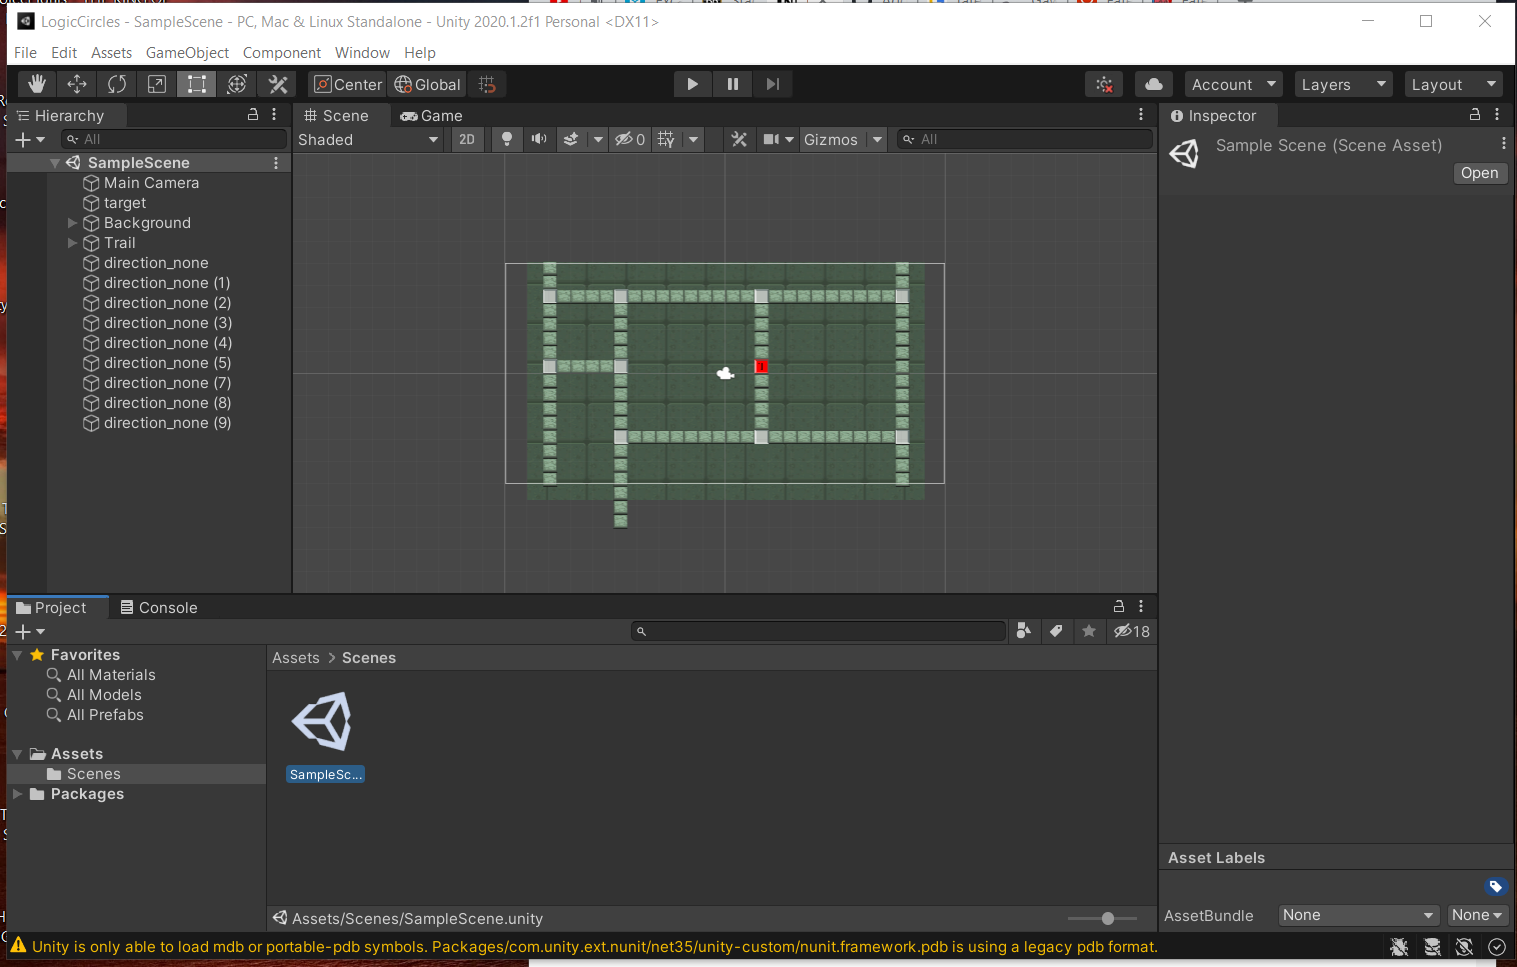 LogicCircles - SampleScene - PC, Mac & Linux Standalone - Unity 2020.1.2f1 Personal <DX11>
File Edit Assets GameObject Component Window Help
Center Global Account Layers Layout
Hierarchy
All
SampleScene
Main Camera
target
Background
Trail
direction_none
direction_none (1)
direction_none (2)
direction_none (3)
direction_none (4)
direction_none (5)
direction_none (7)
direction_none (8)
direction_none (9)
Scene Game
Shaded 2D 0 Gizmos All
Inspector
Sample Scene (Scene Asset)
Open
Project Console
18
Favorites
All Materials
All Models
All Prefabs
Assets
Scenes
Packages
Assets > Scenes
SampleSc...
Assets/Scenes/SampleScene.unity
Asset Labels
AssetBundle None None
Unity is only able to load mdb or portable-pdb symbols. Packages/com.unity.ext.nunit/net35/unity-custom/nunit.framework.pdb is using a legacy pdb format.